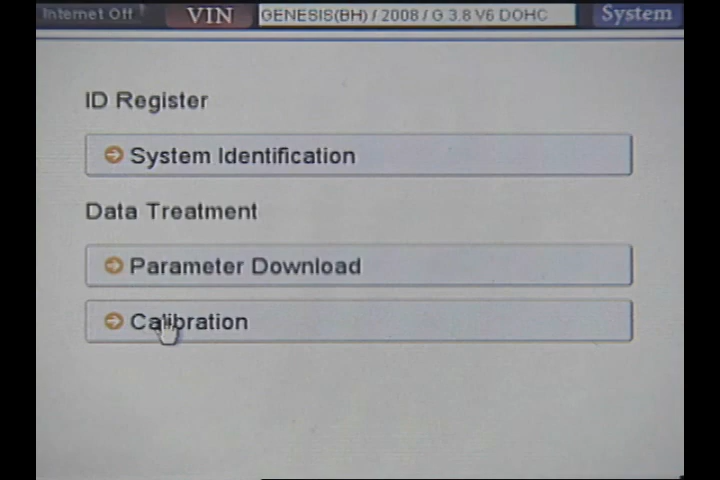 Internet Off VIN GENESIS(BH) / 2008 / G 3.8 V6 DOHC System
ID Register
System Identification
Data Treatment
Parameter Download
Calibration